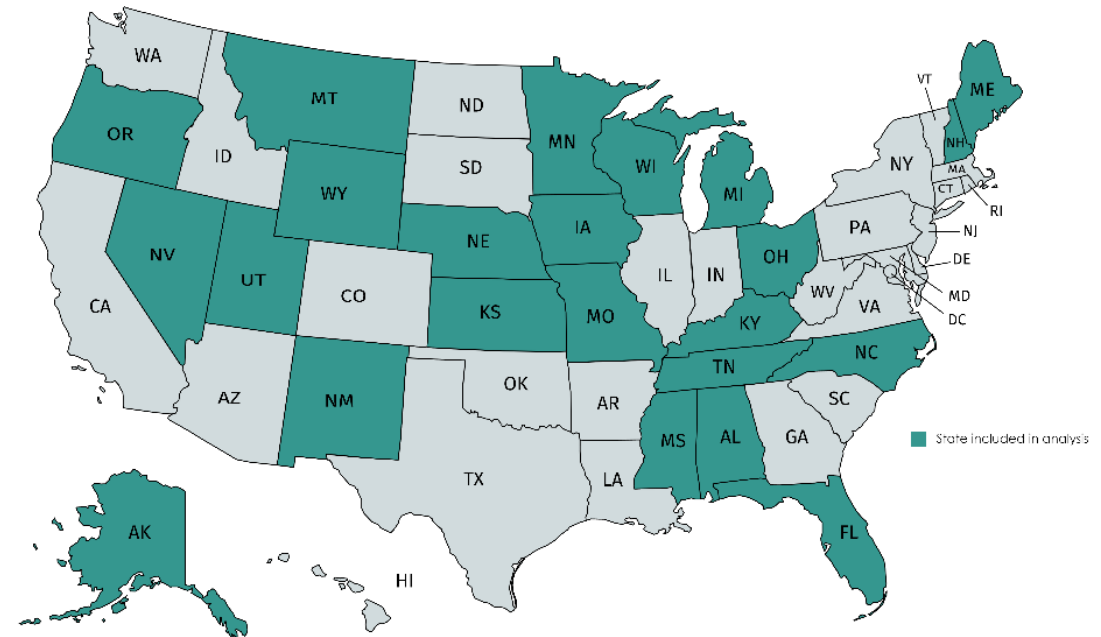 WA
MT
ND
MN
VT
ME
OR
ID
SD
WI
NH
NY
MA
WY
MI
CT
RI
IA
NE
PA
NJ
NV
UT
OH
IL
IN
DE
CO
WV
MD
CA
KS
MO
VA
DC
KY
NC
TN
OK
AZ
NM
AR
SC
MS
AL
GA
State included in analysis
TX
LA
AK
FL
HI